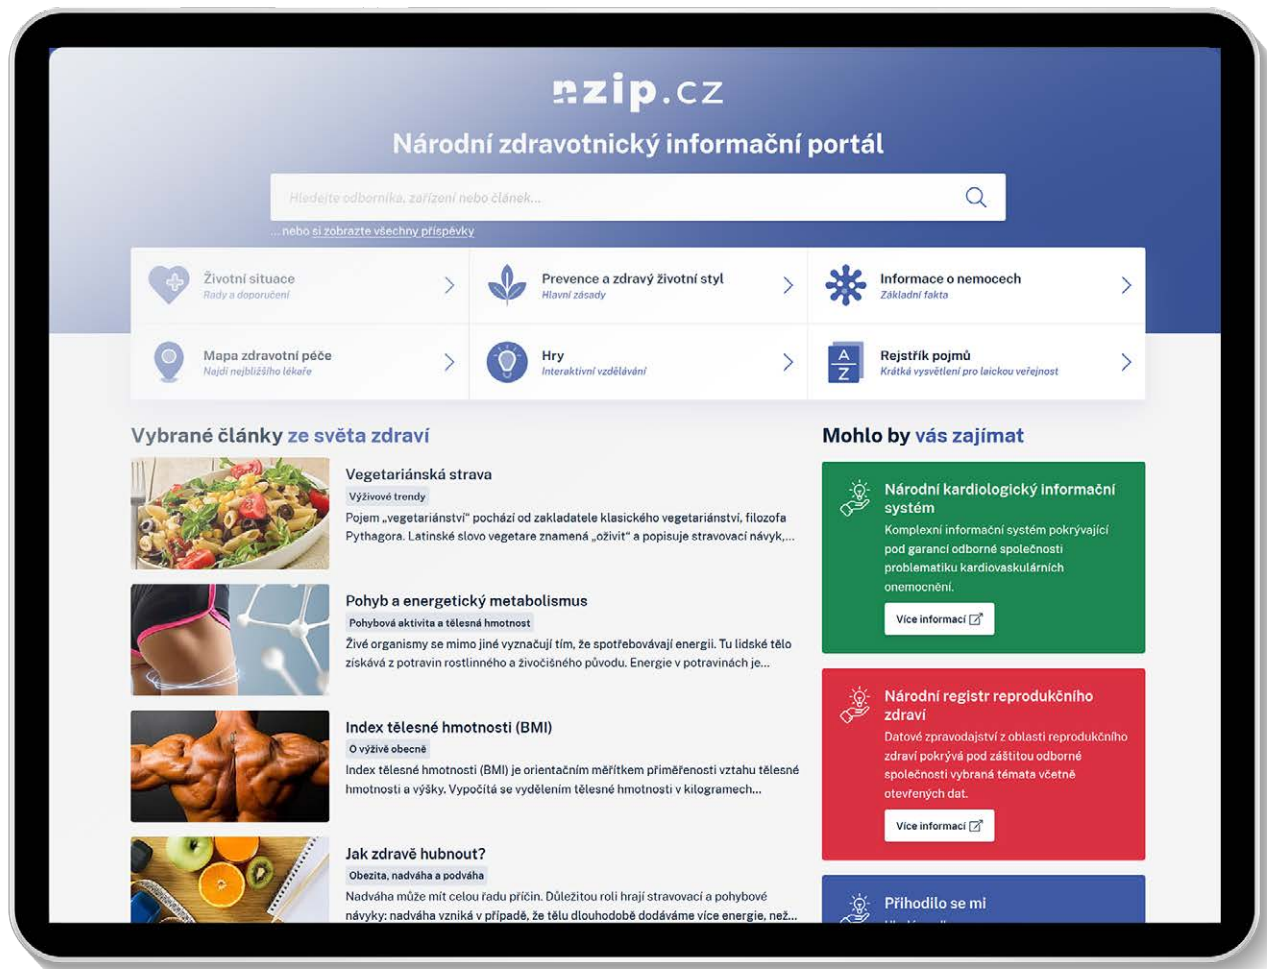 nzip.cz
Národní zdravotnický informační portál
Hledejte odborníka, zařízení nebo článek...
... nebo si zobrazte všechny příspěvky
Životní situace
Rady a doporučení
Prevence a zdravý životní styl
Hlavní zásady
Informace o nemocech
Základní fakta
Mapa zdravotní péče
Najdi nejbližšího lékaře
Hry
Interaktivní vzdělávání
A
Z
Rejstřík pojmů
Krátká vysvětlení pro laickou veřejnost
Vybrané články ze světa zdraví
Vegetariánská strava
Výživové trendy
Pojem „vegetariánství“ pochází od zakladatele klasického vegetariánství, filozofa
Pythagora. Latinské slovo vegetare znamená „oživit“ a popisuje stravovací návyk,...
Pohyb a energetický metabolismus
Pohybová aktivita a tělesná hmotnost
Živé organismy se mimo jiné vyznačují tím, že spotřebovávají energii. Tu lidské tělo
získává z potravin rostlinného a živočišného původu. Energie v potravinách je...
Index tělesné hmotnosti (BMI)
O výživě obecně
Index tělesné hmotnosti (BMI) je orientačním měřítkem přiměřenosti vztahu tělesné
hmotnosti a výšky. Vypočítá se vydělením tělesné hmotnosti v kilogramech...
Jak zdravě hubnout?
Obezita, nadváha a podváha
Nadváha může mít celou řadu příčin. Důležitou roli hrají stravovací a pohybové
návyky: nadváha vzniká v případě, že tělu dlouhodobě dodáváme více energie, než...
Mohlo by vás zajímat
Národní kardiologický informační
systém
Komplexní informační systém pokrývající
pod garancí odborné společnosti
problematiku kardiovaskulárních
onemocnění.
Více informací
Národní registr reprodukčního
zdraví
Datové zpravodajství z oblasti reprodukčního
zdraví pokrývá pod záštitou odborné
společnosti vybraná témata včetně
otevřených dat.
Více informací
Přihodilo se mi